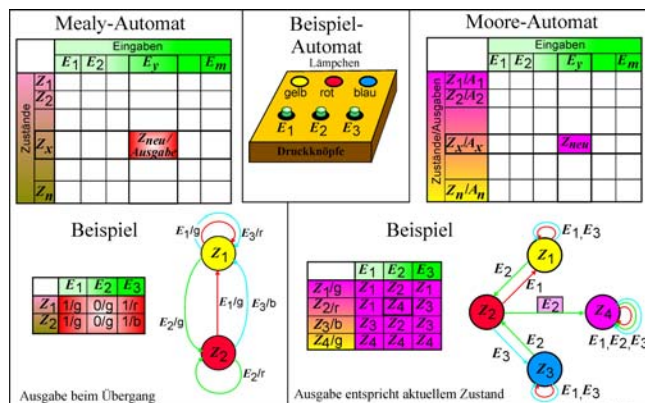 Mealy-Automat
Eingaben
E1 E2 Ey Em
Zustände
Z1
Z2
Zx
Zneu/
Ausgabe
Zn
Beispiel-
Automat
Lämpchen
gelb rot blau
E1 E2 E3
Druckknöpfe
Moore-Automat
Eingaben
E1 E2 Ey Em
Zustände/Ausgaben
Z1/A1
Z2/A2
Zx/Ax Zneu
Zn/An
Beispiel
E1 E2 E3
Z1 1/g 0/g 1/r
Z2 1/g 0/g 1/b
E1/g
E3/r
Z1
E2/g
E1/g
E3/b
Z2
E2/r
Ausgabe beim Übergang
Beispiel
E1 E2 E3
Z1/g Z1 Z2 Z1
Z2/r Z1 Z4 Z3
Z3/b Z3 Z2 Z3
Z4/g Z4 Z4 Z4
Z1
E1,E3
E2
E1
Z2
E2
Z4
E1,E2,E3
E3
E2
Z3
E1,E3
Ausgabe entspricht aktuellem Zustand